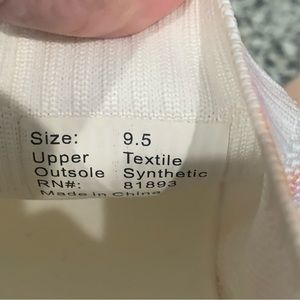 Size: 9.5
Upper Textile
Outsole Synthetic
RN#: 81893
Made in China